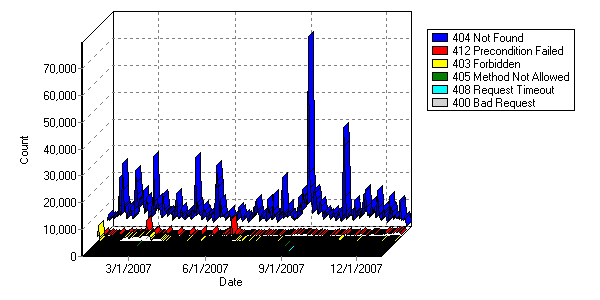 404 Not Found
412 Precondition Failed
403 Forbidden
405 Method Not Allowed
408 Request Timeout
400 Bad Request
Count
70,000
60,000
50,000
40,000
30,000
20,000
10,000
0
3/1/2007 6/1/2007 9/1/2007 12/1/2007
Date